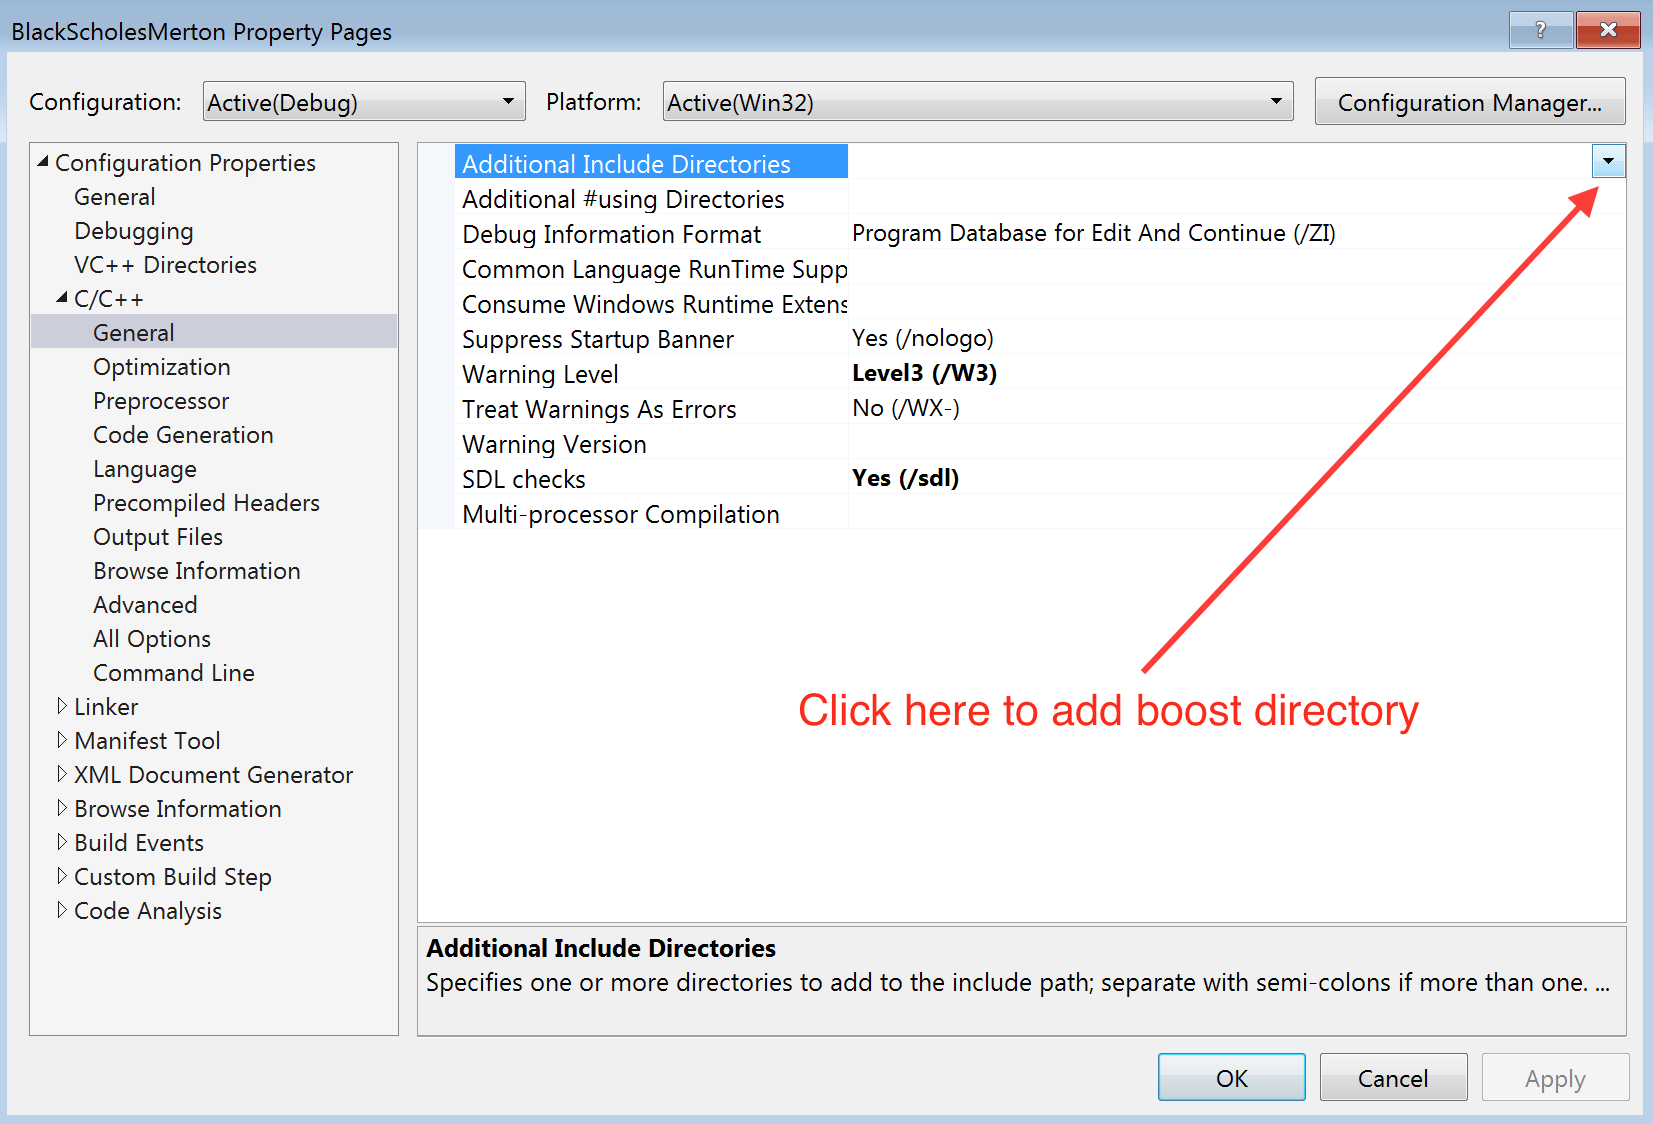 BlackScholesMerton Property Pages
?
Configuration: Active(Debug) Platform: Active(Win32) Configuration Manager...
Configuration Properties
General
Debugging
VC++ Directories
C/C++
General
Optimization
Preprocessor
Code Generation
Language
Precompiled Headers
Output Files
Browse Information
Advanced
All Options
Command Line
Linker
Manifest Tool
XML Document Generator
Browse Information
Build Events
Custom Build Step
Code Analysis
Additional Include Directories
Additional #using Directories
Debug Information Format Program Database for Edit And Continue (/ZI)
Common Language RunTime Supp
Consume Windows Runtime Extens
Suppress Startup Banner Yes (/nologo)
Warning Level Level3 (/W3)
Treat Warnings As Errors No (/WX-)
Warning Version
SDL checks Yes (/sdl)
Multi-processor Compilation
Click here to add boost directory
Additional Include Directories
Specifies one or more directories to add to the include path; separate with semi-colons if more than one. ...
OK Cancel Apply